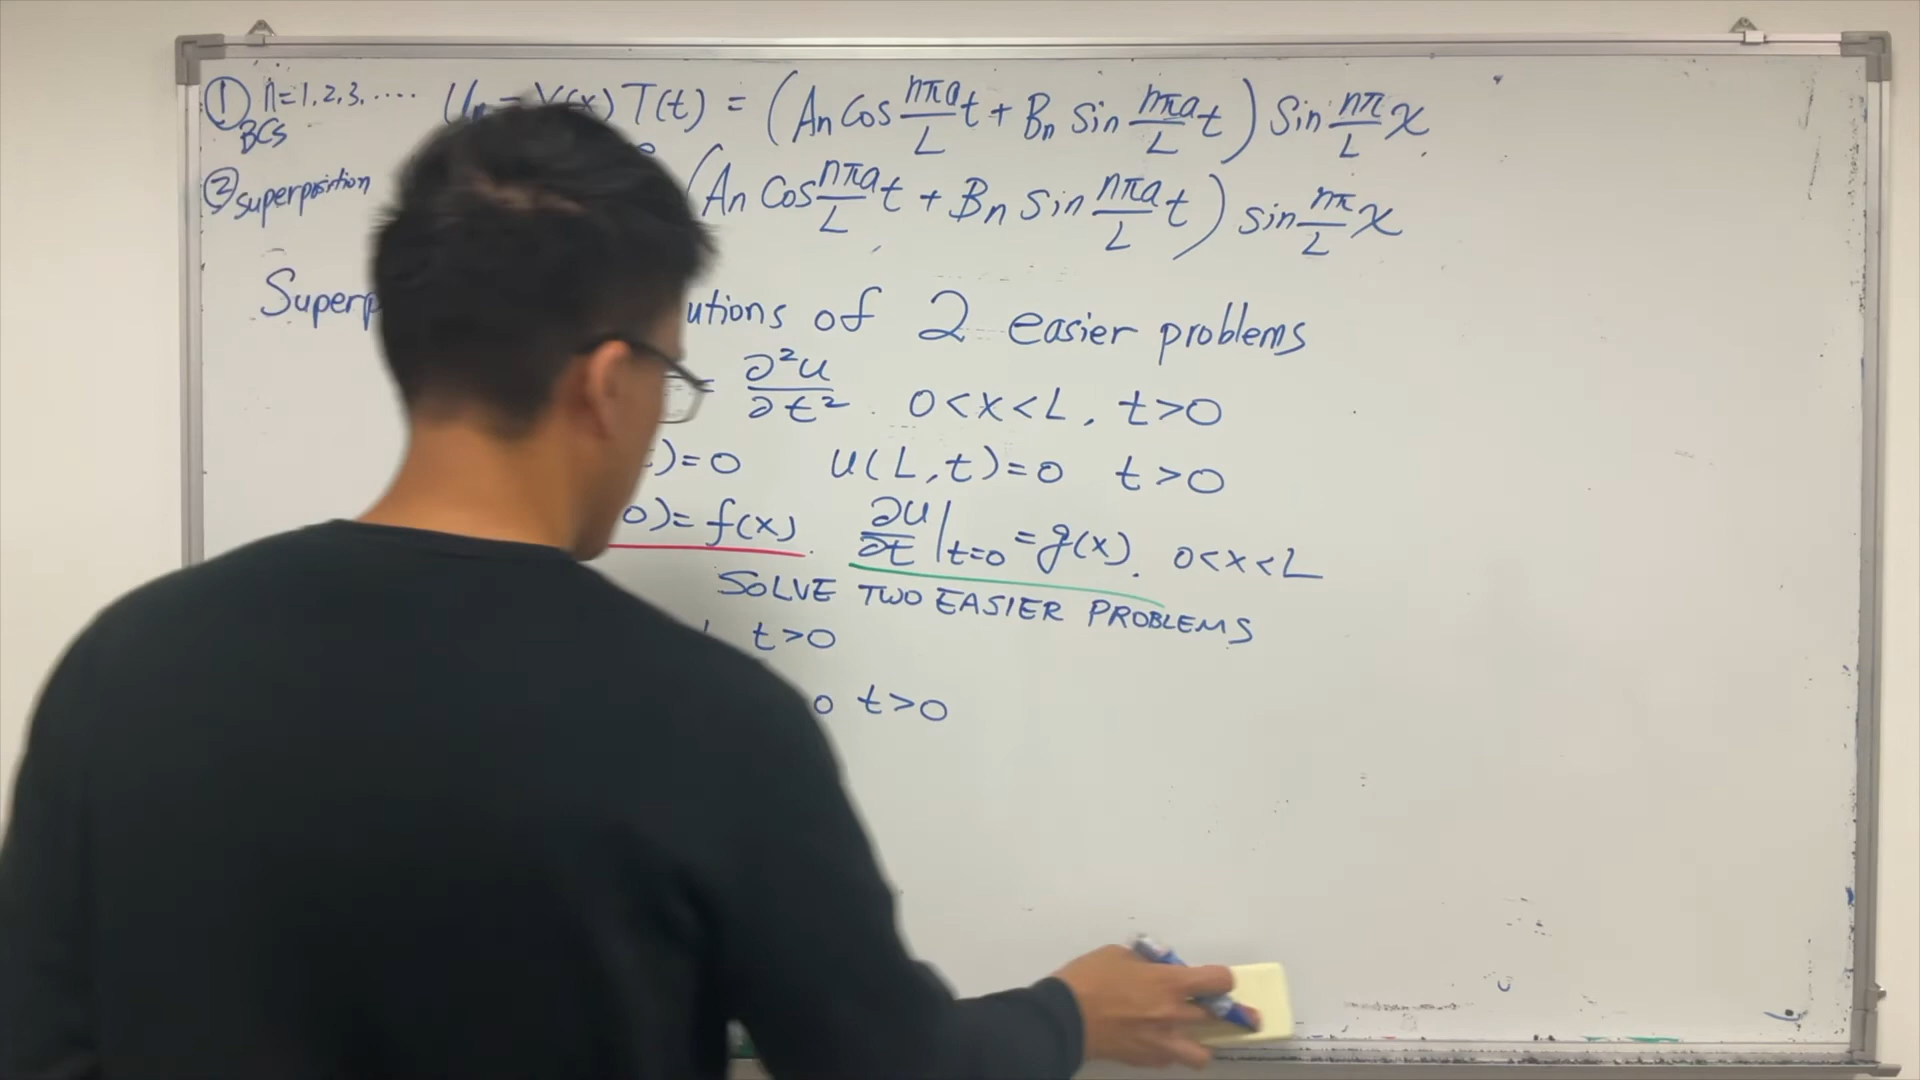 ① n=1,2,3,.... Un = X(x) T(t) = (An Cos nπa/L t + Bn Sin nπa/L t) Sin nπ/L x
BCs
② superposition (An Cos nπa/L t + Bn Sin nπa/L t) sin nπ/L x
Superp utions of 2 easier problems
= ∂²u/∂t² 0<x<L, t>0
t)=0 u(L,t)=0 t>0
0)=f(x). ∂u/∂t|t=0 = g(x). 0<x<L
SOLVE TWO EASIER PROBLEMS
t>0
0 t>0